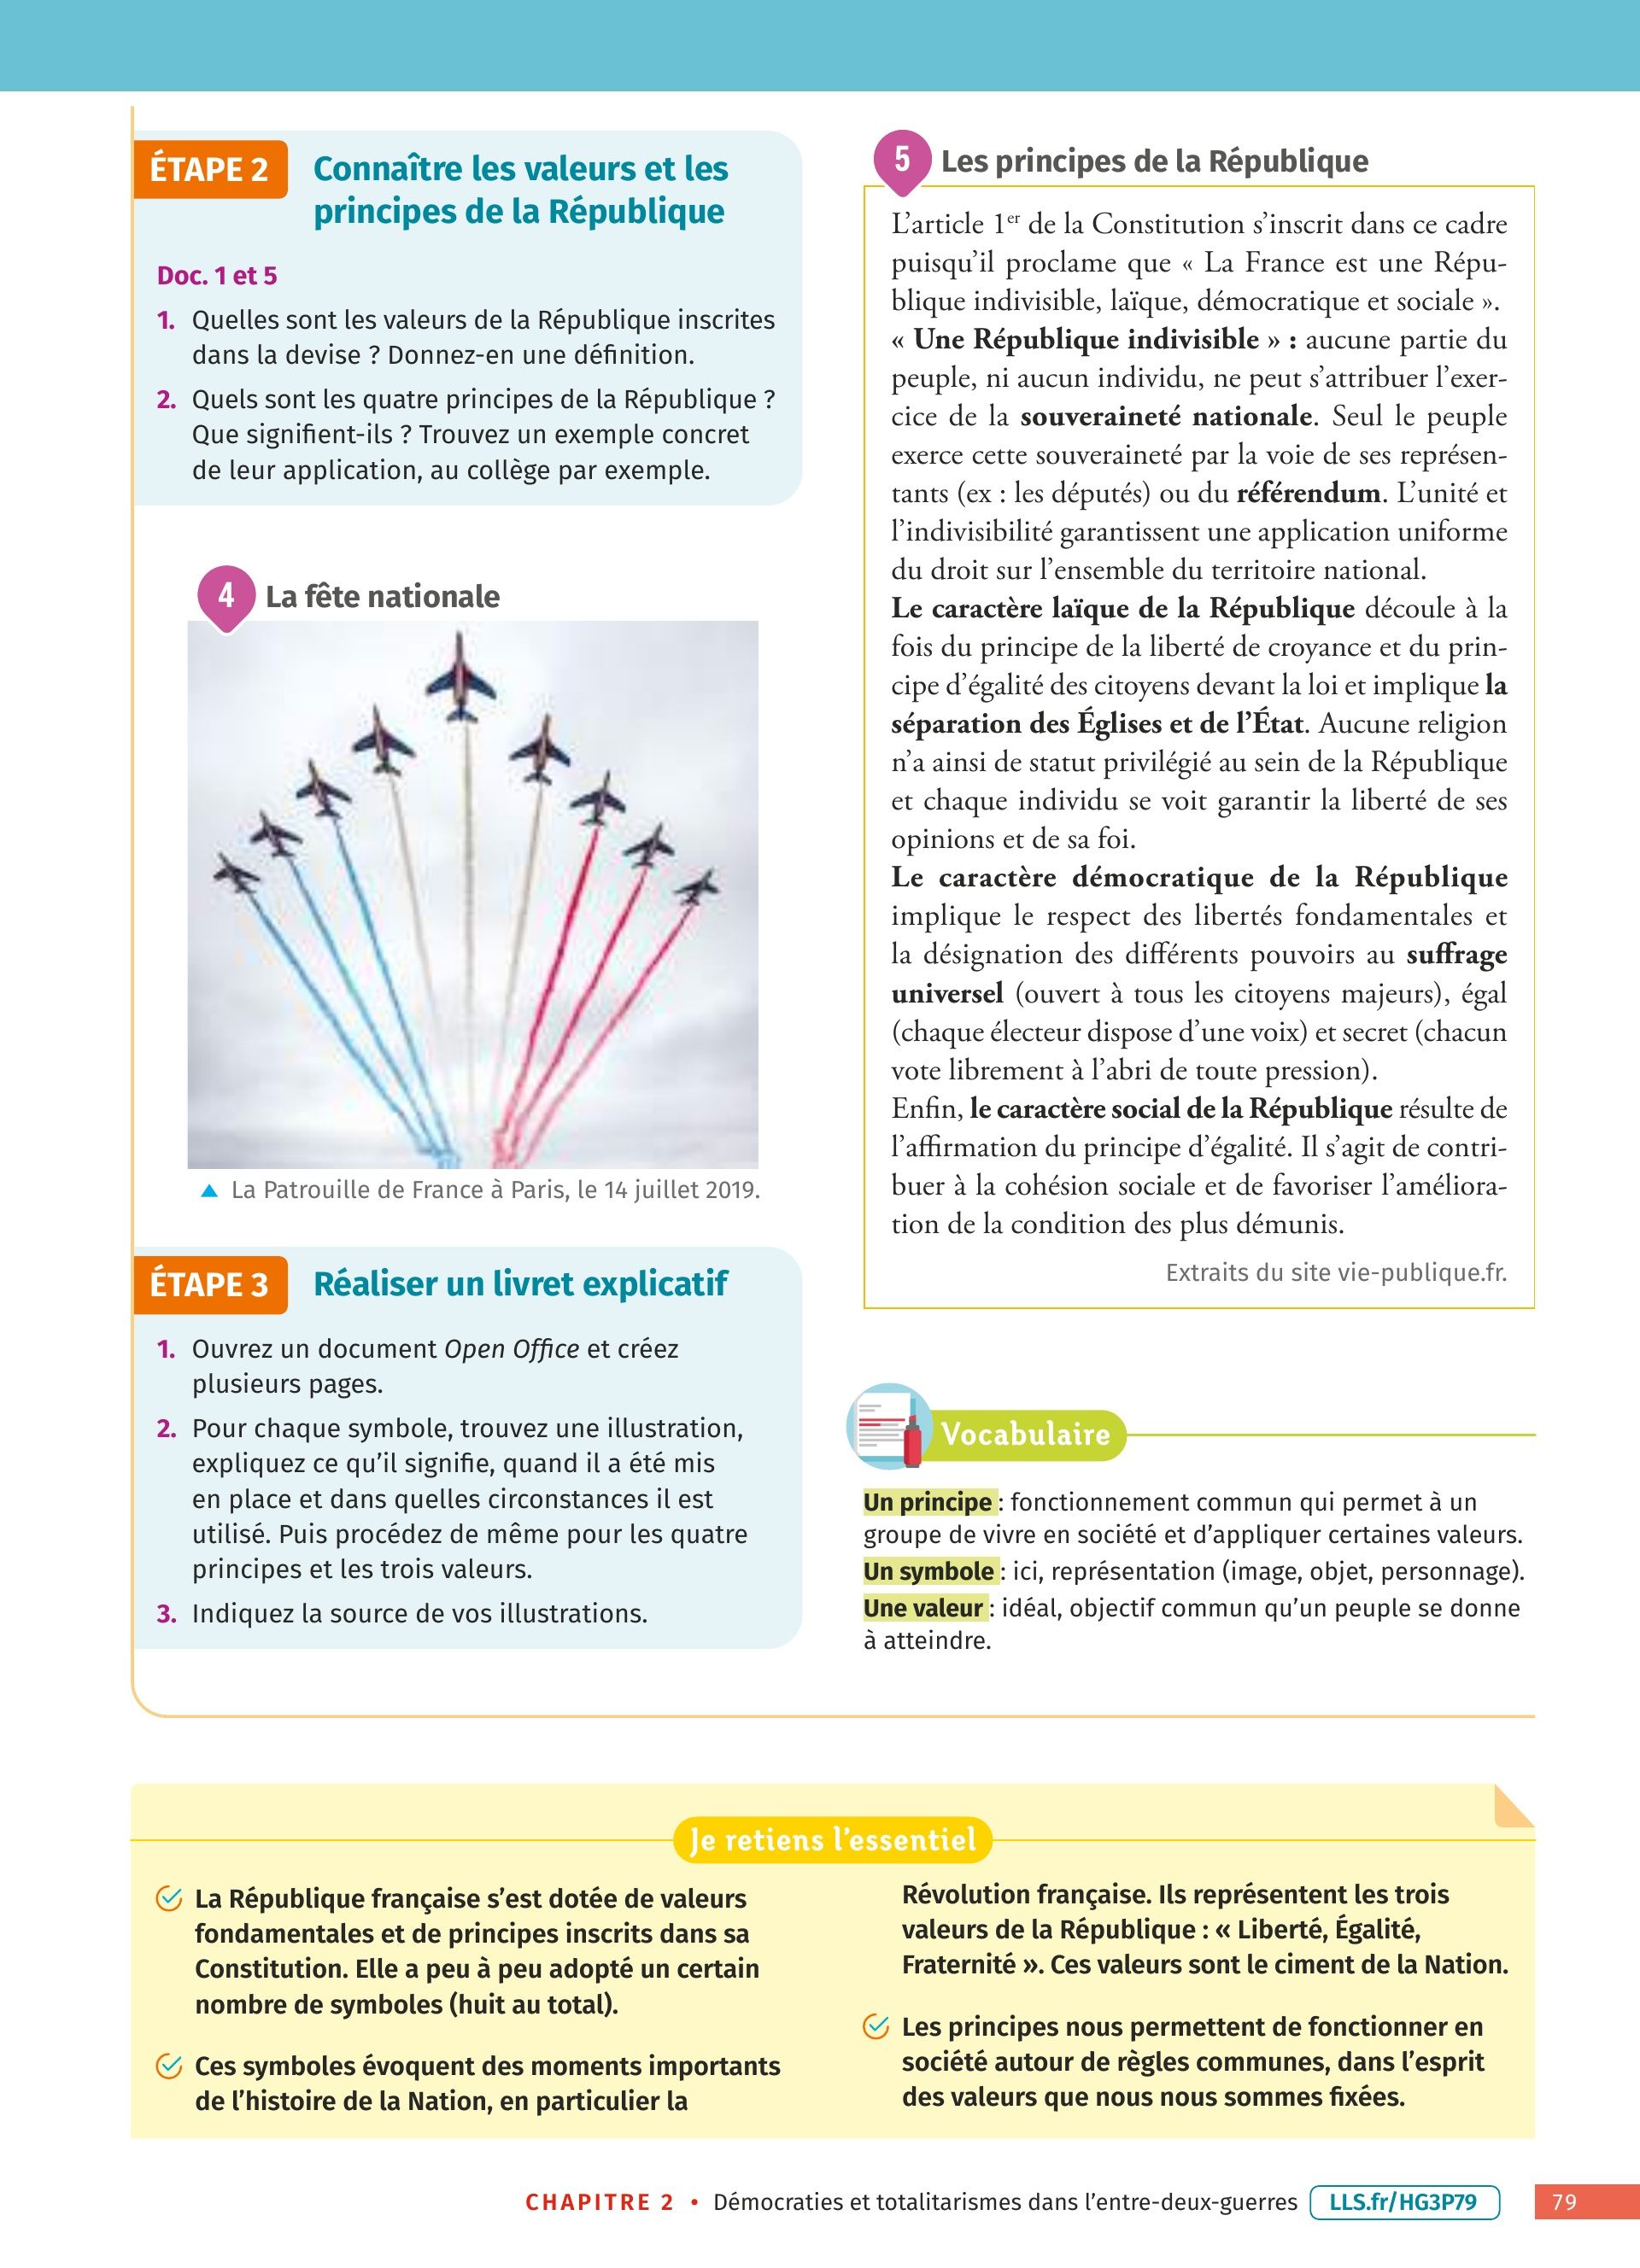 ÉTAPE 2
Connaître les valeurs et les
principes de la République
Doc. 1 et 5
1. Quelles sont les valeurs de la République inscrites
dans la devise ? Donnez-en une définition.
2. Quels sont les quatre principes de la République ?
Que signifient-ils ? Trouvez un exemple concret
de leur application, au collège par exemple.
4 La fête nationale
▲ La Patrouille de France à Paris, le 14 juillet 2019.
ÉTAPE 3
Réaliser un livret explicatif
1. Ouvrez un document Open Office et créez
plusieurs pages.
2. Pour chaque symbole, trouvez une illustration,
expliquez ce qu’il signifie, quand il a été mis
en place et dans quelles circonstances il est
utilisé. Puis procédez de même pour les quatre
principes et les trois valeurs.
3. Indiquez la source de vos illustrations.
5 Les principes de la République
L’article 1er de la Constitution s’inscrit dans ce cadre
puisqu’il proclame que « La France est une Répu-
blique indivisible, laïque, démocratique et sociale ».
« Une République indivisible » : aucune partie du
peuple, ni aucun individu, ne peut s’attribuer l’exer-
cice de la souveraineté nationale. Seul le peuple
exerce cette souveraineté par la voie de ses représen-
tants (ex : les députés) ou du référendum. L’unité et
l’indivisibilité garantissent une application uniforme
du droit sur l’ensemble du territoire national.
Le caractère laïque de la République découle à la
fois du principe de la liberté de croyance et du prin-
cipe d’égalité des citoyens devant la loi et implique la
séparation des Églises et de l’État. Aucune religion
n’a ainsi de statut privilégié au sein de la République
et chaque individu se voit garantir la liberté de ses
opinions et de sa foi.
Le caractère démocratique de la République
implique le respect des libertés fondamentales et
la désignation des différents pouvoirs au suffrage
universel (ouvert à tous les citoyens majeurs), égal
(chaque électeur dispose d’une voix) et secret (chacun
vote librement à l’abri de toute pression).
Enfin, le caractère social de la République résulte de
l’affirmation du principe d’égalité. Il s’agit de contri-
buer à la cohésion sociale et de favoriser l’améliora-
tion de la condition des plus démunis.
Extraits du site vie-publique.fr.
Vocabulaire
Un principe : fonctionnement commun qui permet à un
groupe de vivre en société et d’appliquer certaines valeurs.
Un symbole : ici, représentation (image, objet, personnage).
Une valeur : idéal, objectif commun qu’un peuple se donne
à atteindre.
Je retiens l’essentiel
La République française s’est dotée de valeurs
fondamentales et de principes inscrits dans sa
Constitution. Elle a peu à peu adopté un certain
nombre de symboles (huit au total).
Ces symboles évoquent des moments importants
de l’histoire de la Nation, en particulier la
Révolution française. Ils représentent les trois
valeurs de la République : « Liberté, Égalité,
Fraternité ». Ces valeurs sont le ciment de la Nation.
Les principes nous permettent de fonctionner en
société autour de règles communes, dans l’esprit
des valeurs que nous nous sommes fixées.
CHAPITRE 2 • Démocraties et totalitarismes dans l’entre-deux-guerres LLS.fr/HG3P79 79